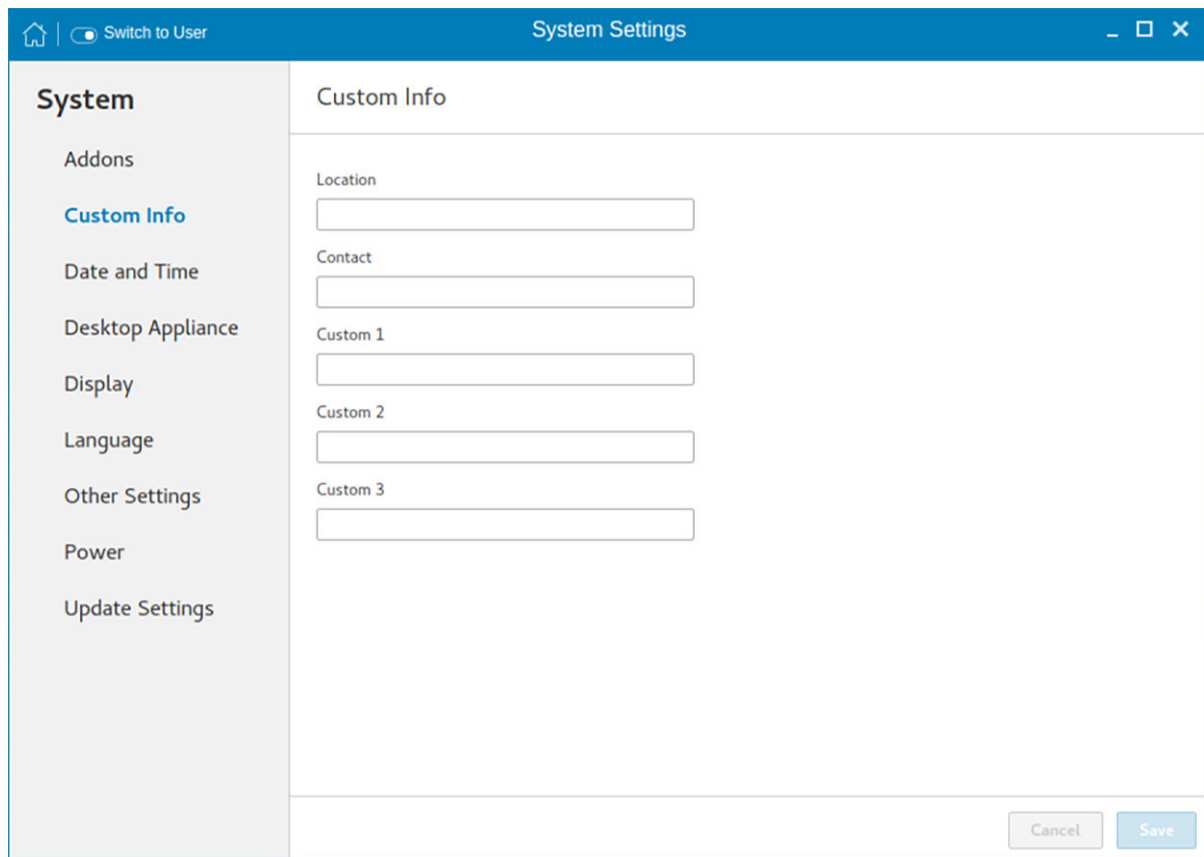 Switch to User
System Settings
System
Addons
Custom Info
Date and Time
Desktop Appliance
Display
Language
Other Settings
Power
Update Settings
Custom Info
Location
Contact
Custom 1
Custom 2
Custom 3
Cancel
Save